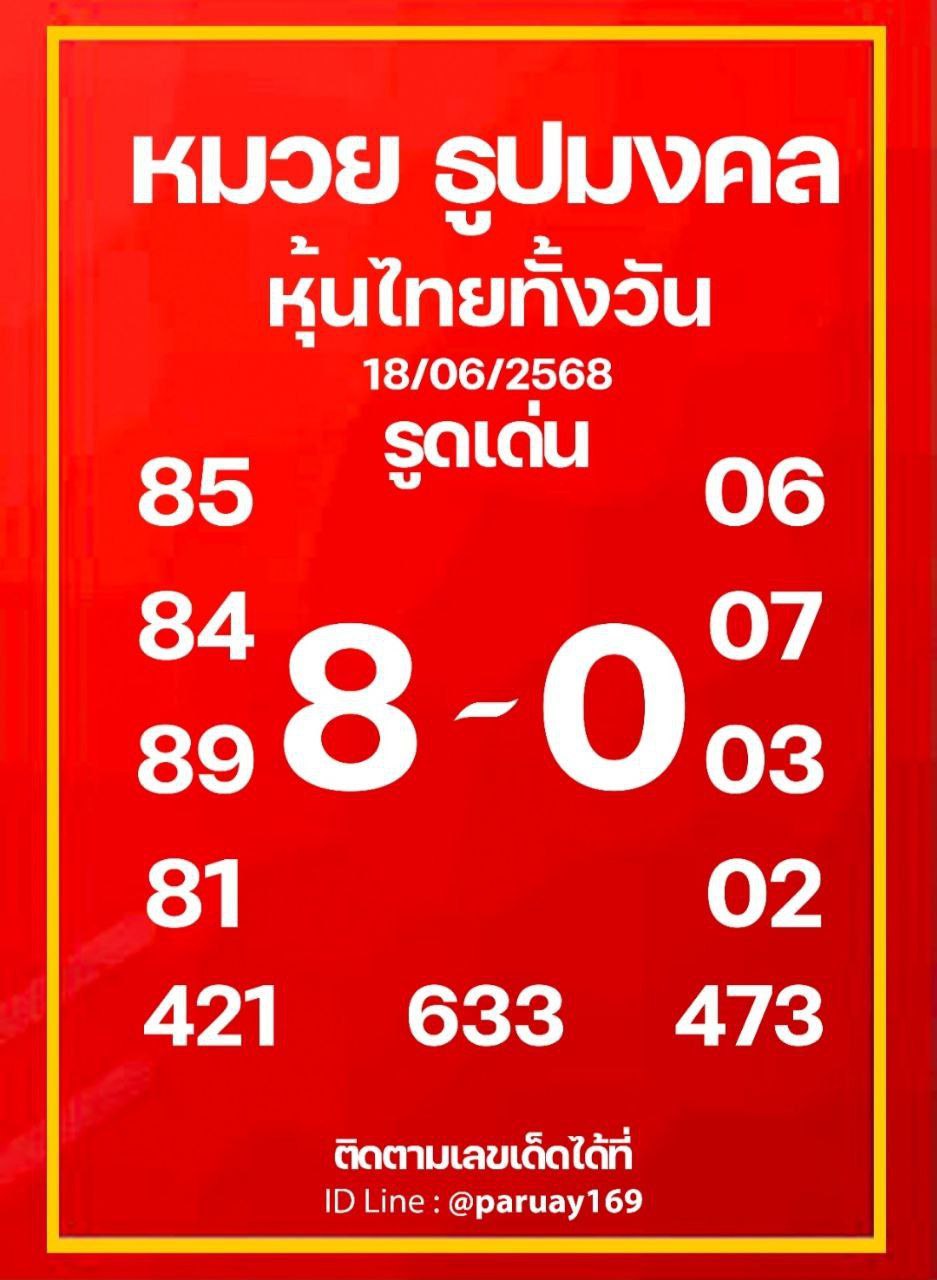 หมวย ธูปมงคล
หุ้นไทยทั้งวัน
18/06/2568
รูดเด่น
85 06
84 07
8 - 0
89 03
81 02
421 633 473
ติดตามเลขเด็ดได้ที่
ID Line : @paruay169